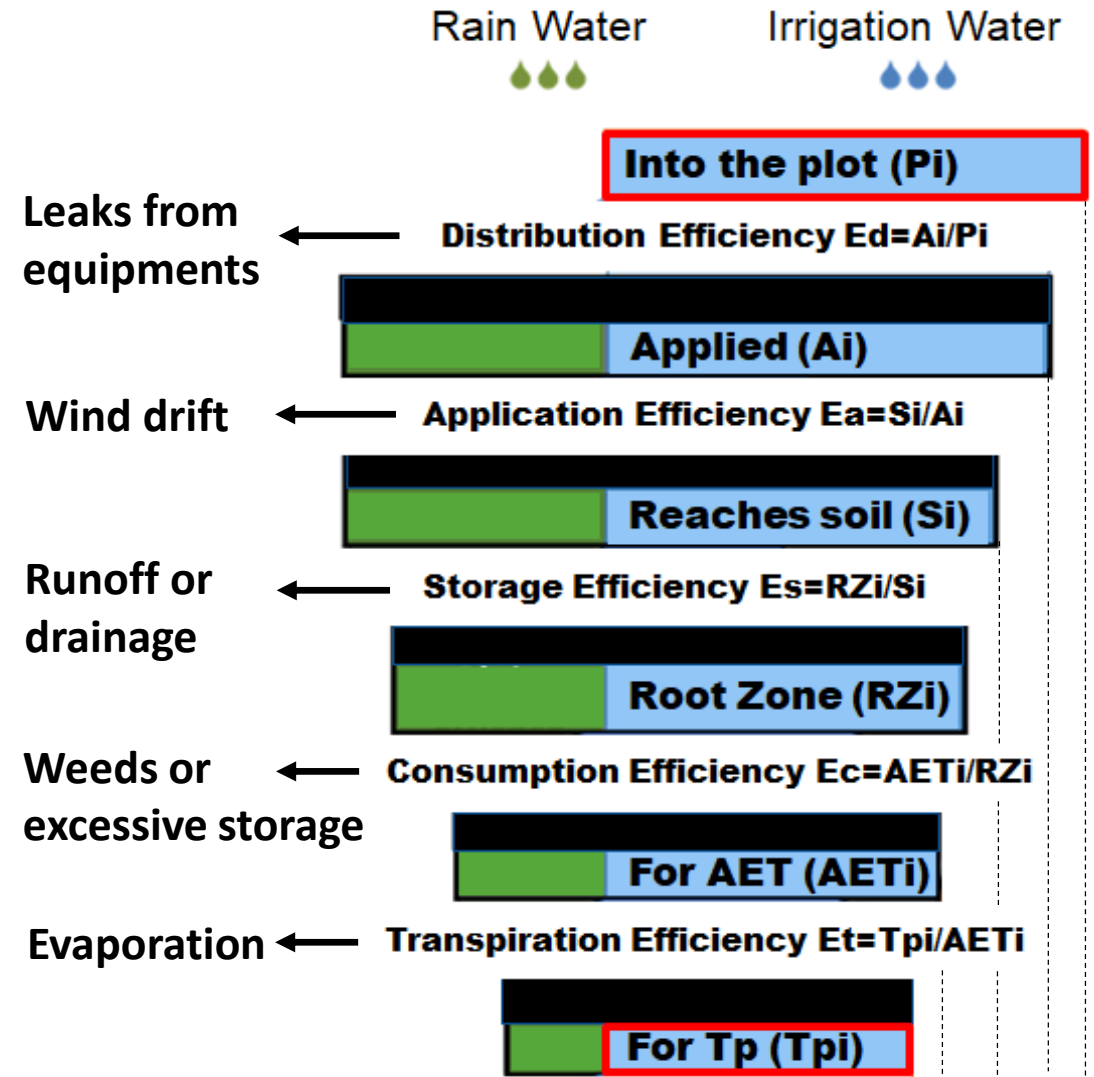 Rain Water
Irrigation Water
Into the plot (Pi)
Leaks from
equipments
Distribution Efficiency Ed=Ai/Pi
Applied (Ai)
Wind drift
Application Efficiency Ea=Si/Ai
Reaches soil (Si)
Runoff or
drainage
Storage Efficiency Es=RZi/Si
Root Zone (RZi)
Weeds or
excessive storage
Consumption Efficiency Ec=AETi/RZi
For AET (AETi)
Evaporation
Transpiration Efficiency Et=Tpi/AETi
For Tp (Tpi)